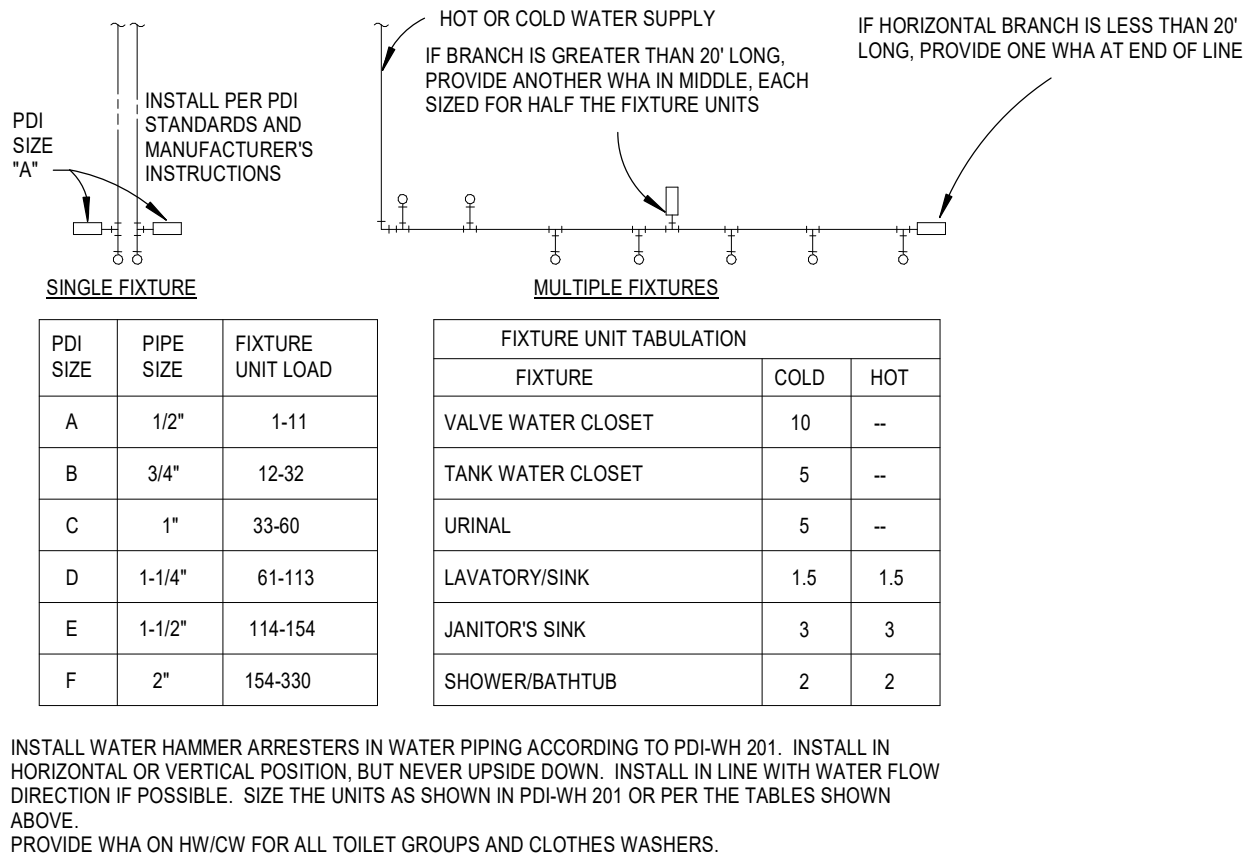 HOT OR COLD WATER SUPPLY
IF BRANCH IS GREATER THAN 20' LONG,
PROVIDE ANOTHER WHA IN MIDDLE, EACH
SIZED FOR HALF THE FIXTURE UNITS
IF HORIZONTAL BRANCH IS LESS THAN 20'
LONG, PROVIDE ONE WHA AT END OF LINE
PDI
SIZE
"A"
INSTALL PER PDI
STANDARDS AND
MANUFACTURER'S
INSTRUCTIONS
SINGLE FIXTURE
MULTIPLE FIXTURES
PDI SIZE PIPE SIZE FIXTURE UNIT LOAD
A 1/2" 1-11
B 3/4" 12-32
C 1" 33-60
D 1-1/4" 61-113
E 1-1/2" 114-154
F 2" 154-330
FIXTURE UNIT TABULATION
FIXTURE COLD HOT
VALVE WATER CLOSET 10 --
TANK WATER CLOSET 5 --
URINAL 5 --
LAVATORY/SINK 1.5 1.5
JANITOR'S SINK 3 3
SHOWER/BATHTUB 2 2
INSTALL WATER HAMMER ARRESTERS IN WATER PIPING ACCORDING TO PDI-WH 201. INSTALL IN
HORIZONTAL OR VERTICAL POSITION, BUT NEVER UPSIDE DOWN. INSTALL IN LINE WITH WATER FLOW
DIRECTION IF POSSIBLE. SIZE THE UNITS AS SHOWN IN PDI-WH 201 OR PER THE TABLES SHOWN
ABOVE.
PROVIDE WHA ON HW/CW FOR ALL TOILET GROUPS AND CLOTHES WASHERS.